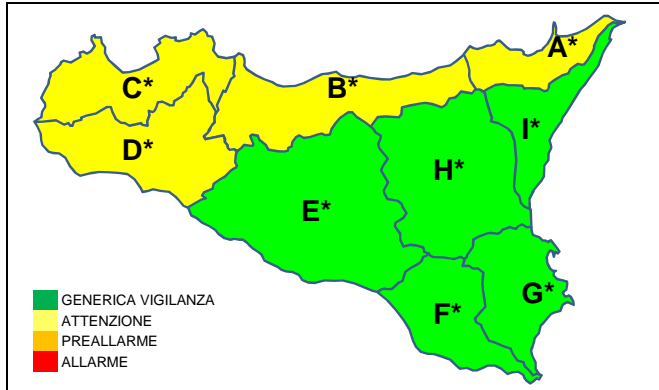 A*
C*
B*
I*
D*
H*
E*
G*
F*
GENERICA VIGILANZA
ATTENZIONE
PREALLARME
ALLARME